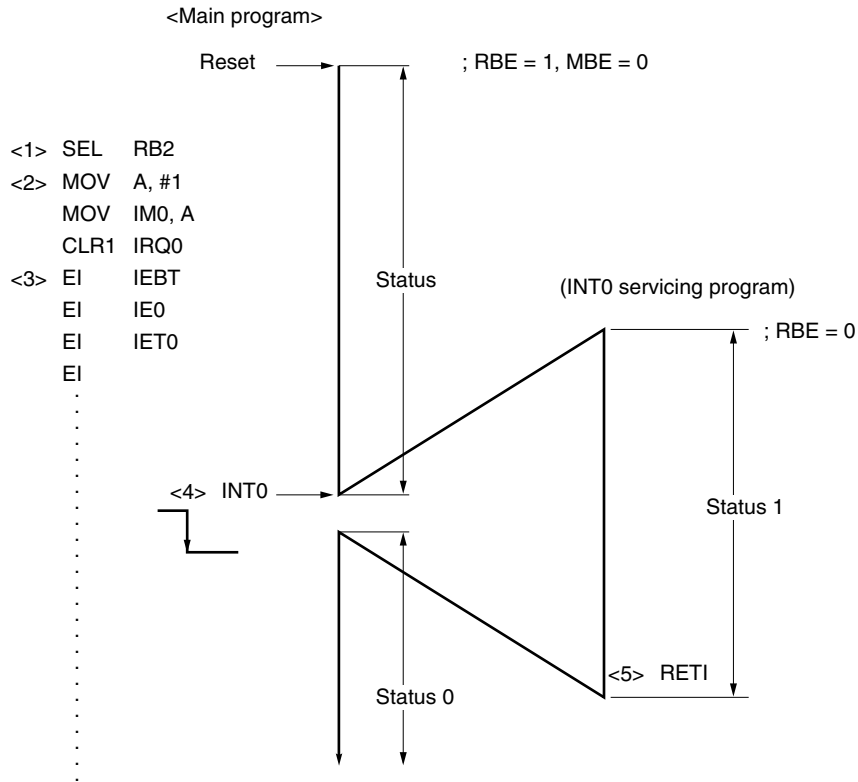 <Main program>
Reset ; RBE = 1, MBE = 0
<1> SEL RB2
<2> MOV A, #1
MOV IM0, A
CLR1 IRQ0
<3> EI IEBT
Status
(INT0 servicing program)
EI IE0
; RBE = 0
EI IET0
EI
<4> INT0
Status 1
<5> RETI
Status 0